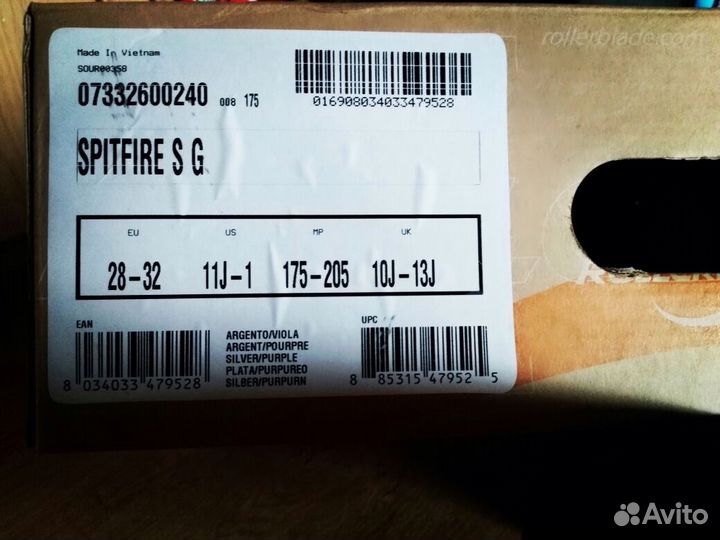 rollerblade.com
Made In Vietnam
SOUR00358
07332600240 008 175
016908034033479528
SPITFIRE S G
EU US MP UK
28-32 11J-1 175-205 10J-13J
EAN
8 034033 479528
ARGENTO/VIOLA
ARGENT/POURPRE
SILVER/PURPLE
PLATA/PURPUREO
SILBER/PURPURN
UPC
8 85315 47952 5
Avito